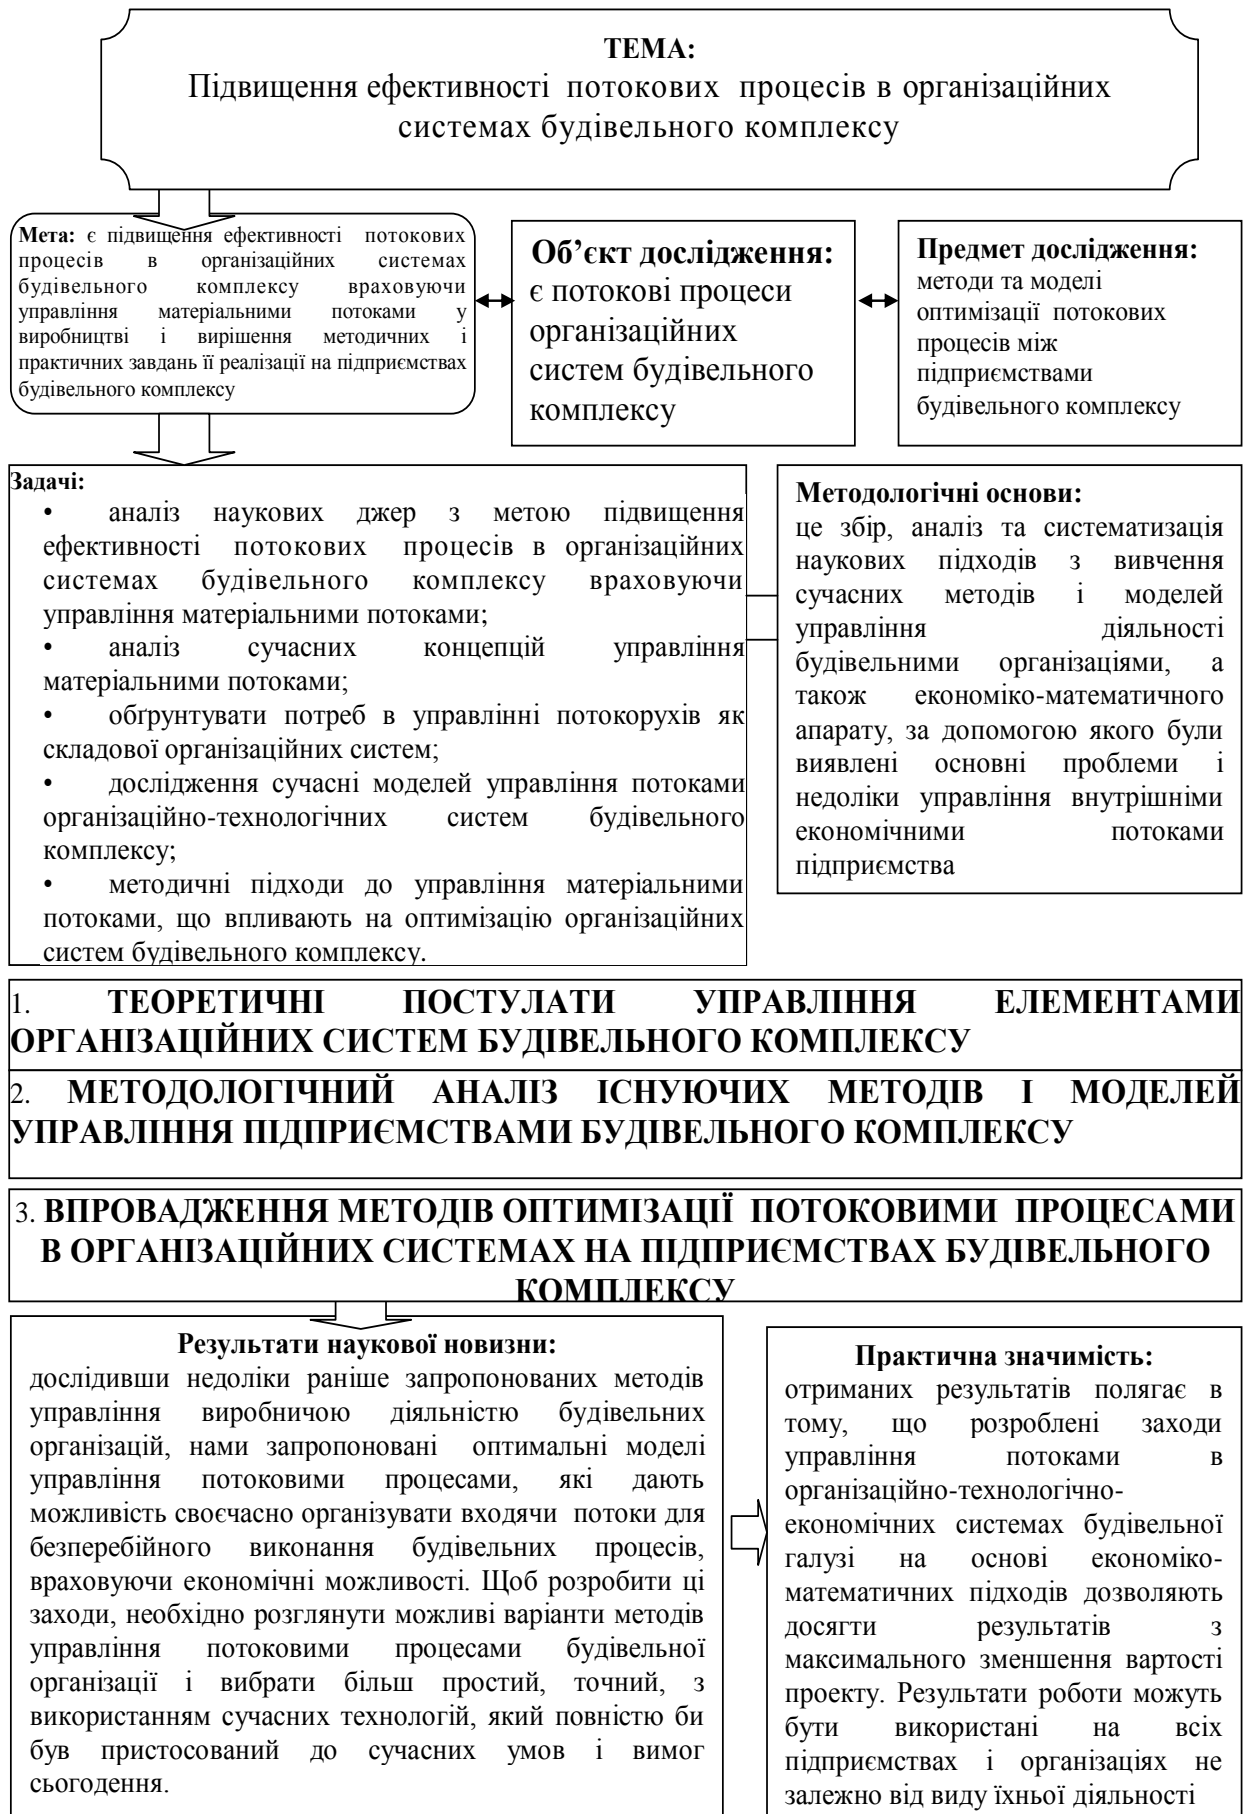 ТЕМА:
Підвищення ефективності потокових процесів в організаційних
системах будівельного комплексу
Мета: є підвищення ефективності потокових
процесів в організаційних системах
будівельного комплексу враховуючи
управління матеріальними потоками у
виробництві і вирішення методичних і
практичних завдань її реалізації на підприємствах
будівельного комплексу
Об’єкт дослідження:
є потокові процеси
організаційних
систем будівельного
комплексу
Предмет дослідження:
методи та моделі
оптимізації потокових
процесів між
підприємствами
будівельного комплексу
Задачі:
• аналіз наукових джер з метою підвищення
ефективності потокових процесів в організаційних
системах будівельного комплексу враховуючи
управління матеріальними потоками;
• аналіз сучасних концепцій управління
матеріальними потоками;
• обґрунтувати потреб в управлінні потокорухів як
складової організаційних систем;
• дослідження сучасні моделей управління потоками
організаційно-технологічних систем будівельного
комплексу;
• методичні підходи до управління матеріальними
потоками, що впливають на оптимізацію організаційних
систем будівельного комплексу.
Методологічні основи:
це збір, аналіз та систематизація
наукових підходів з вивчення
сучасних методів і моделей
управління діяльності
будівельними організаціями, а
також економіко-математичного
апарату, за допомогою якого були
виявлені основні проблеми і
недоліки управління внутрішніми
економічними потоками
підприємства
1. ТЕОРЕТИЧНІ ПОСТУЛАТИ УПРАВЛІННЯ ЕЛЕМЕНТАМИ
ОРГАНІЗАЦІЙНИХ СИСТЕМ БУДІВЕЛЬНОГО КОМПЛЕКСУ
2. МЕТОДОЛОГІЧНИЙ АНАЛІЗ ІСНУЮЧИХ МЕТОДІВ І МОДЕЛЕЙ
УПРАВЛІННЯ ПІДПРИЄМСТВАМИ БУДІВЕЛЬНОГО КОМПЛЕКСУ
3. ВПРОВАДЖЕННЯ МЕТОДІВ ОПТИМІЗАЦІЇ ПОТОКОВИМИ ПРОЦЕСАМИ
В ОРГАНІЗАЦІЙНИХ СИСТЕМАХ НА ПІДПРИЄМСТВАХ БУДІВЕЛЬНОГО
КОМПЛЕКСУ
Результати наукової новизни:
дослідивши недоліки раніше запропонованих методів
управління виробничою діяльністю будівельних
організацій, нами запропоновані оптимальні моделі
управління потоковими процесами, які дають
можливість своєчасно організувати входячи потоки для
безперебійного виконання будівельних процесів,
враховуючи економічні можливості. Щоб розробити ці
заходи, необхідно розглянути можливі варіанти методів
управління потоковими процесами будівельної
організації і вибрати більш простий, точний, з
використанням сучасних технологій, який повністю би
був пристосований до сучасних умов і вимог
сьогодення.
Практична значимість:
отриманих результатів полягає в
тому, що розроблені заходи
управління потоками в
організаційно-технологічно-
економічних системах будівельної
галузі на основі економіко-
математичних підходів дозволяють
досягти результатів з
максимального зменшення вартості
проекту. Результати роботи можуть
бути використані на всіх
підприємствах і організаціях не
залежно від виду їхньої діяльності